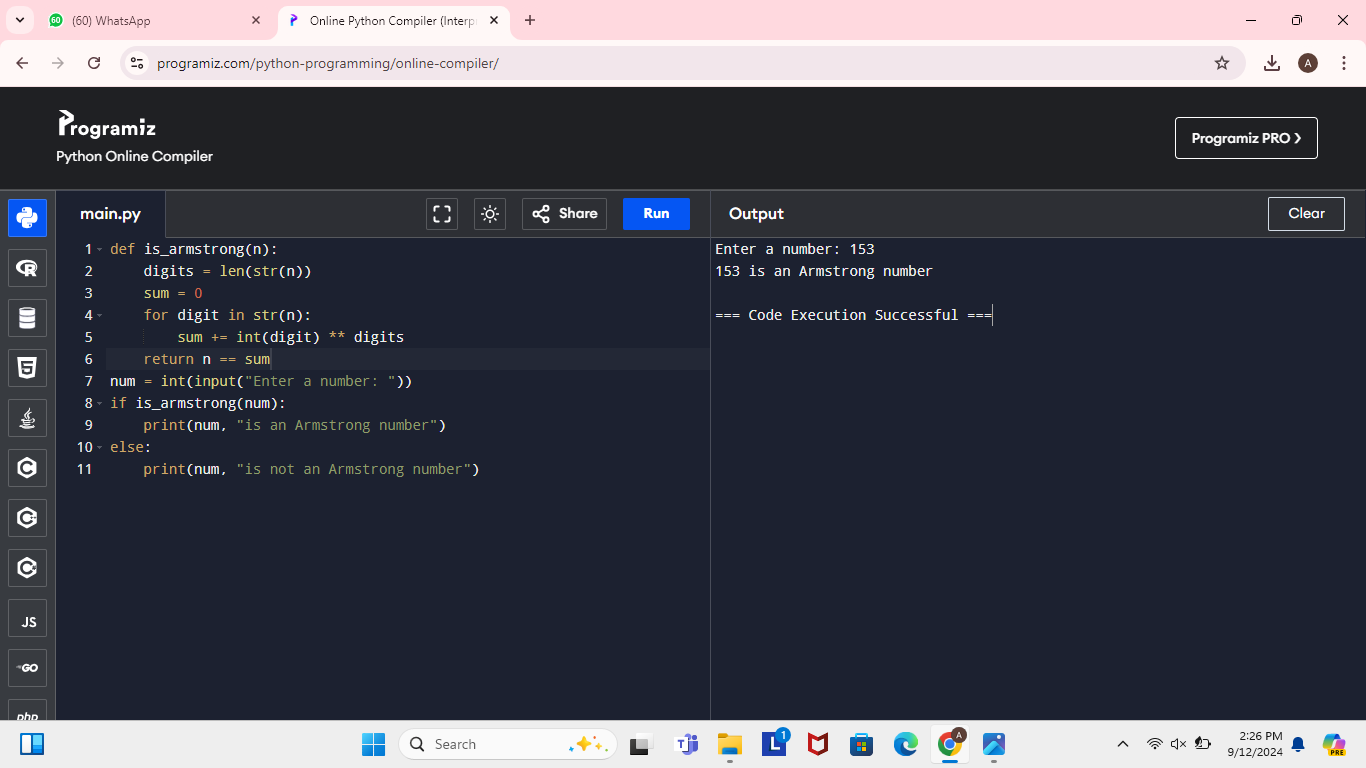 60
(60) WhatsApp
Online Python Compiler (Interp
programiz.com/python-programming/online-compiler/
A
Programiz
Python Online Compiler
Programiz PRO
main.py
Share
Run
Output
Clear
1 def is_armstrong(n):
2     digits = len(str(n))
3     sum = 0
4     for digit in str(n):
5         sum += int(digit) ** digits
6     return n == sum
7 num = int(input("Enter a number: "))
8 if is_armstrong(num):
9     print(num, "is an Armstrong number")
10 else:
11     print(num, "is not an Armstrong number")
Enter a number: 153
153 is an Armstrong number
=== Code Execution Successful ===
R
5
C
C
C
JS
GO
php
Search
T
L
1
A
2:26 PM
9/12/2024
PRE